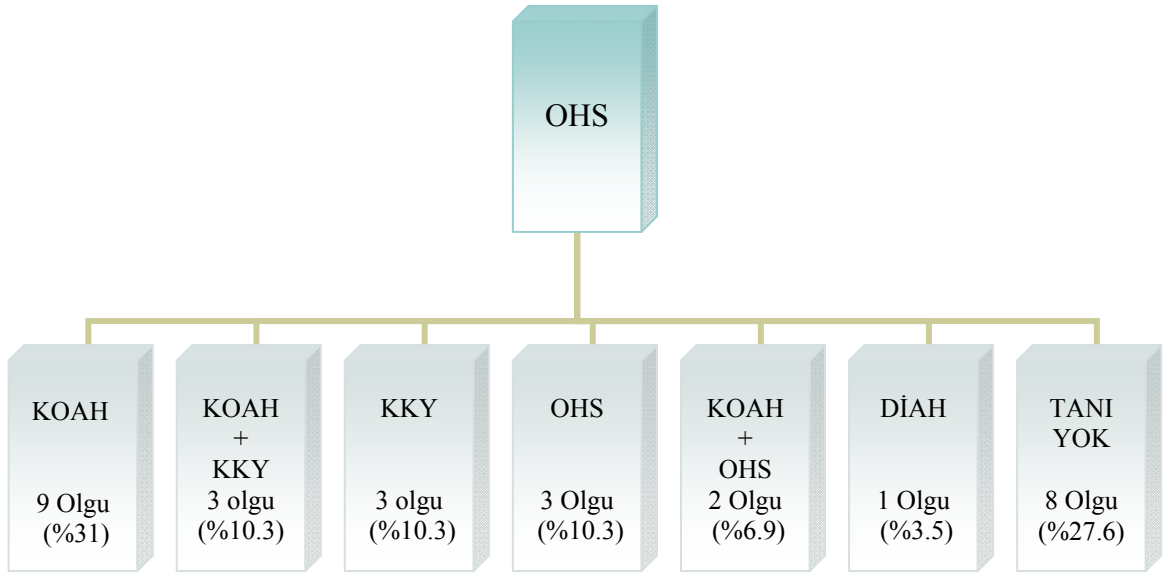 OHS
KOAH
9 Olgu
(%31)
KOAH
+
KKY
3 olgu
(%10.3)
KKY
3 olgu
(%10.3)
OHS
3 Olgu
(%10.3)
KOAH
+
OHS
2 Olgu
(%6.9)
DİAH
1 Olgu
(%3.5)
TANI
YOK
8 Olgu
(%27.6)